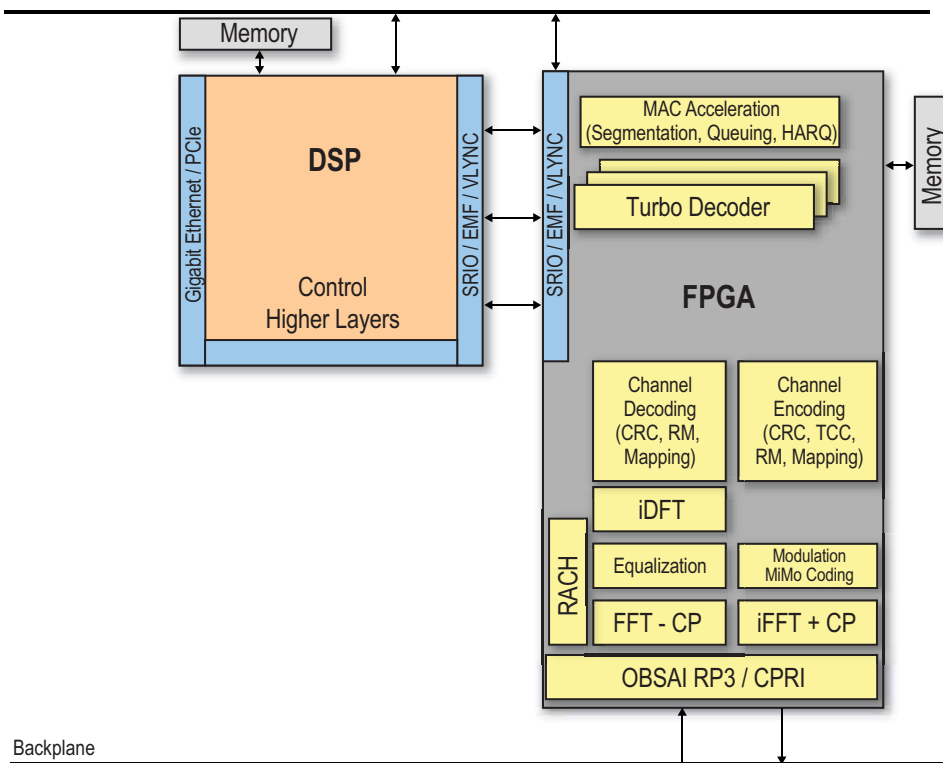 Memory
Gigabit Ethernet / PCIe
DSP
Control
Higher Layers
SRIO / EMF / VLYNC
SRIO / EMF / VLYNC
MAC Acceleration
(Segmentation, Queuing, HARQ)
Turbo Decoder
FPGA
Memory
Channel
Decoding
(CRC, RM,
Mapping)
Channel
Encoding
(CRC, TCC,
RM, Mapping)
iDFT
RACH
Equalization
Modulation
MiMo Coding
FFT - CP
iFFT + CP
OBSAI RP3 / CPRI
Backplane